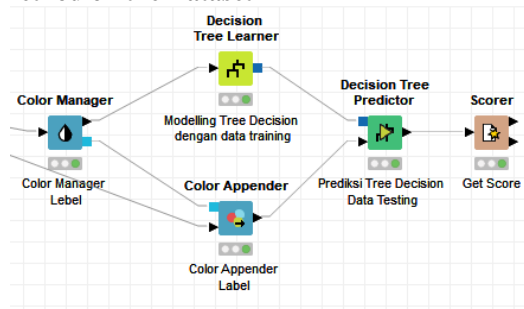 Decision
Tree Learner
Modelling Tree Decision
dengan data training
Color Manager
Color Manager
Lebel
Color Appender
Color Appender
Label
Decision Tree
Predictor
Prediksi Tree Decision
Data Testing
Scorer
Get Score